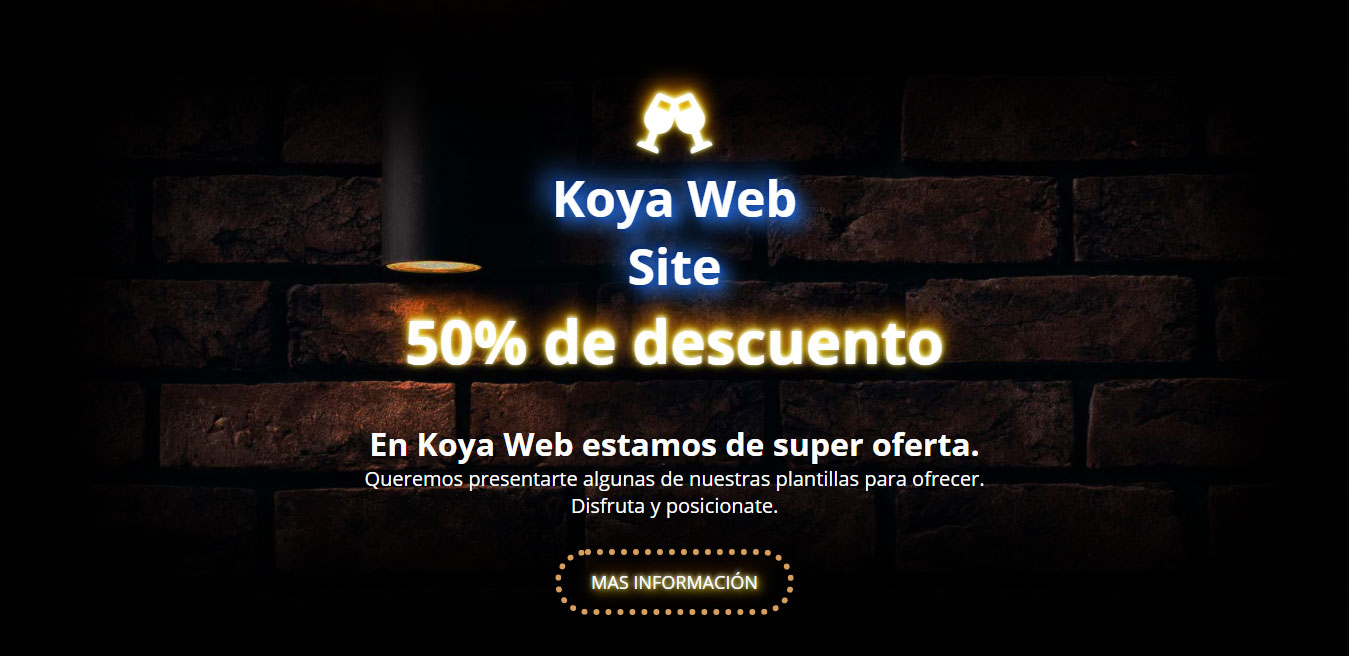 Koya Web
Site
50% de descuento
En Koya Web estamos de super oferta.
Queremos presentarte algunas de nuestras plantillas para ofrecer.
Disfruta y posicionate.
MAS INFORMACIÓN